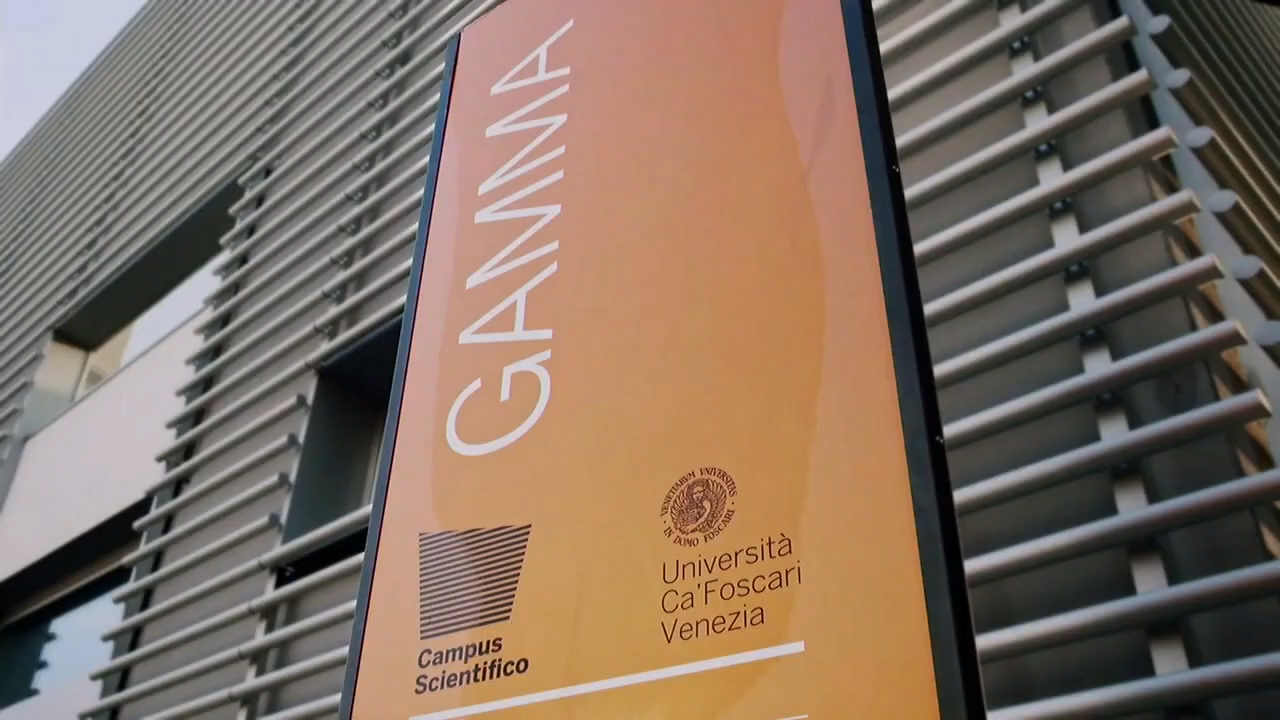 GAMMA
VENETIARUM UNIVERSITAS
IN DOMO FOSCARI
Università
Ca'Foscari
Venezia
Campus
Scientifico